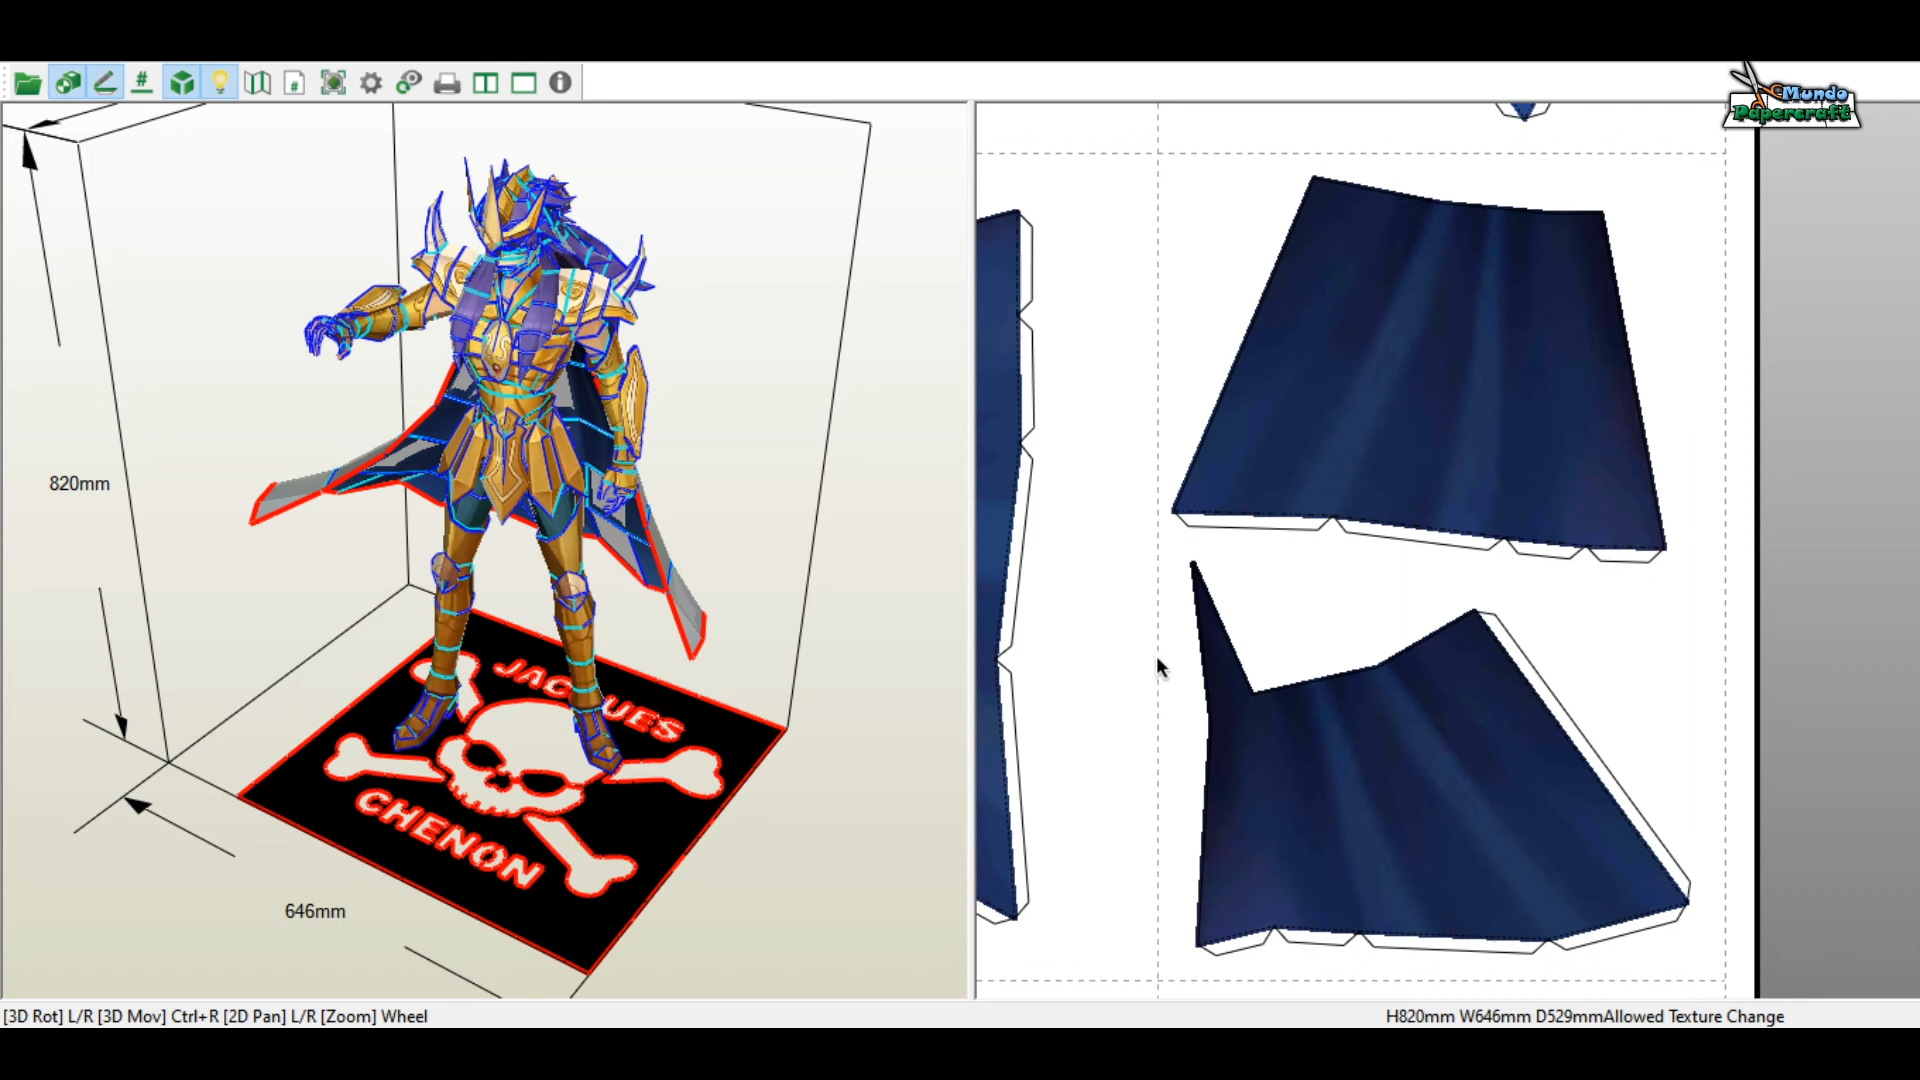 Mundo
Papercraft
820mm
JACQUES
CHENON
646mm
[3D Rot] L/R [3D Mov] Ctrl+R [2D Pan] L/R [Zoom] Wheel
H820mm W646mm D529mmAllowed Texture Change